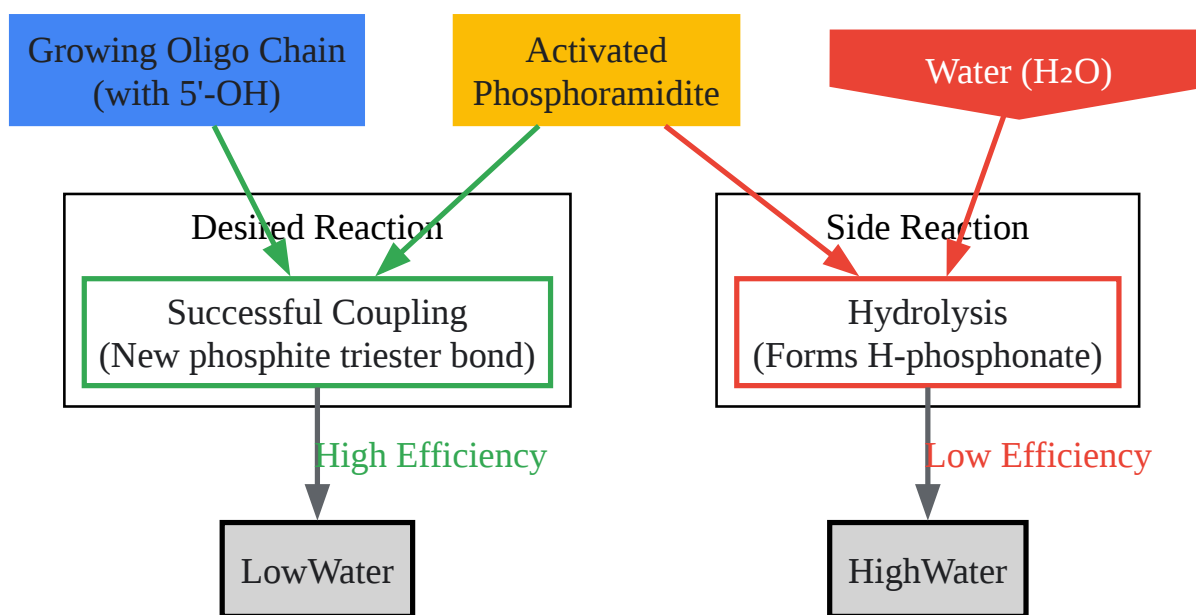 Growing Oligo Chain
(with 5'-OH)
Activated
Phosphoramidite
Water (H₂O)
Desired Reaction
Side Reaction
Successful Coupling
(New phosphite triester bond)
Hydrolysis
(Forms H-phosphonate)
High Efficiency
Low Efficiency
LowWater
HighWater